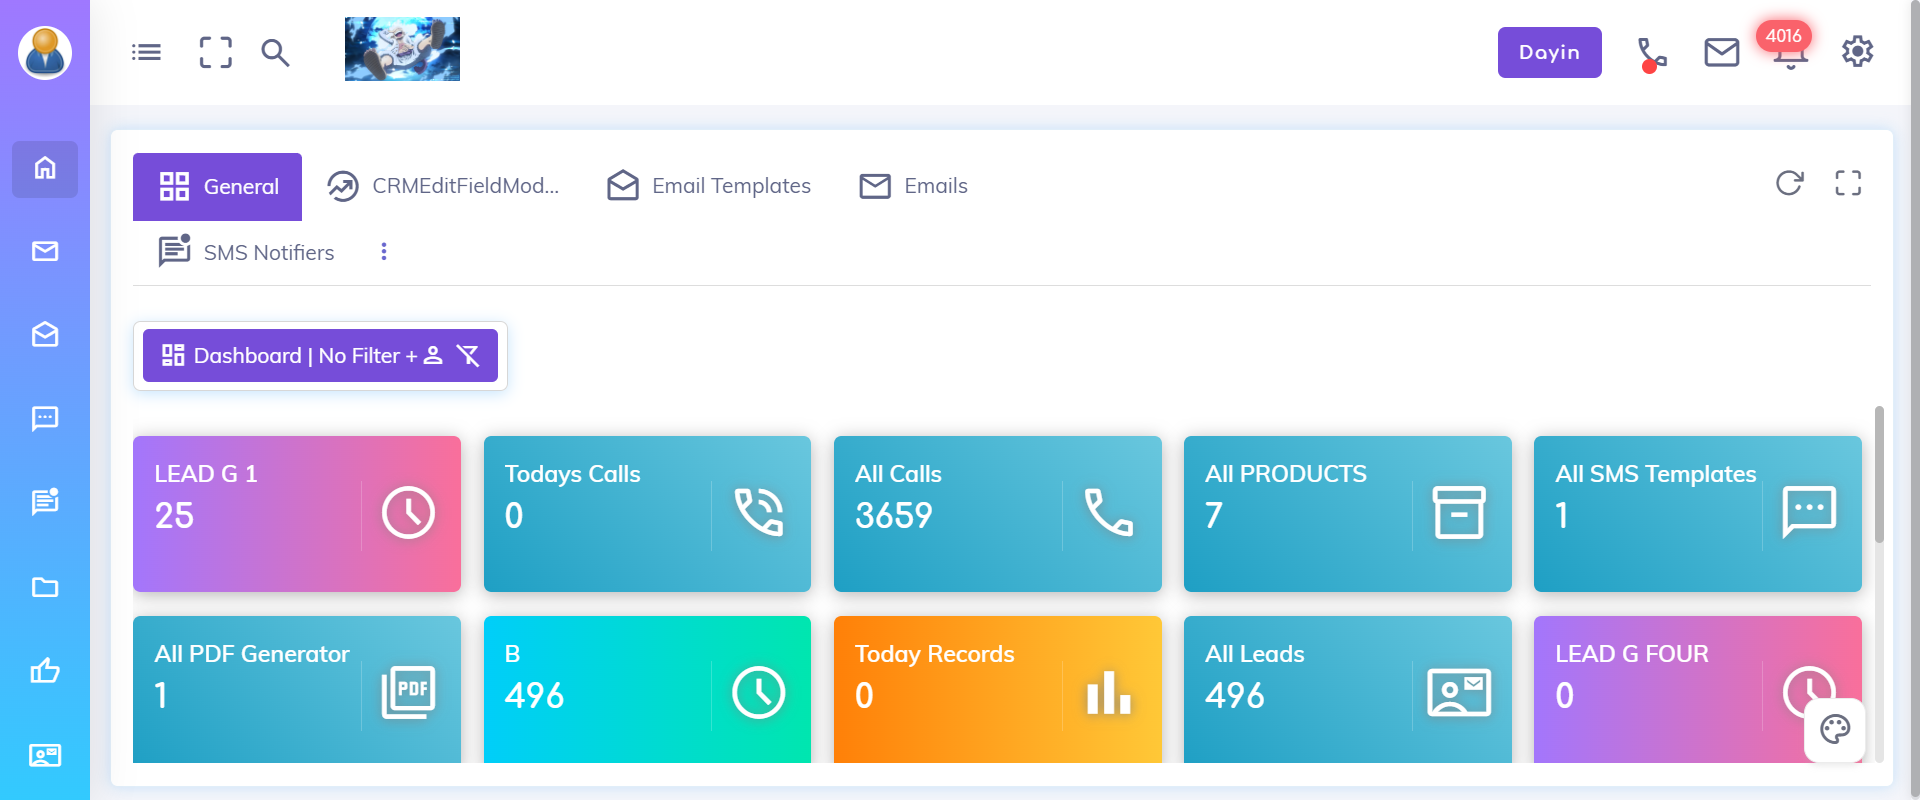 Dayin
4016
General
CRMEditFieldMod...
Email Templates
Emails
SMS Notifiers
Dashboard | No Filter +
LEAD G 1
25
Todays Calls
0
All Calls
3659
All PRODUCTS
7
All SMS Templates
1
All PDF Generator
1
PDF
B
496
Today Records
0
All Leads
496
LEAD G FOUR
0